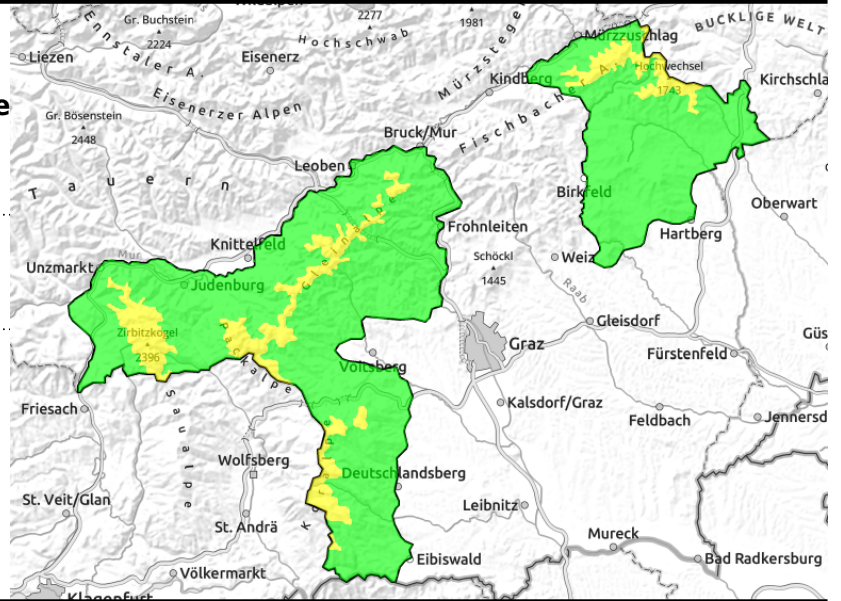 2277
1981
Gr. Buchstein
2224
Hochschwab
Mürzzuschlag
BUCKLIGE WELT
Liezen
Ennstaler A.
Eisenerz
Mürzsteger
Hochwechsel
1743
Kindberg
Kirchschla
e
Eisenerzer Alpen
Gr. Bösenstein
2448
Fischbacher A.
Bruck/Mur
Leoben
Tauern
Birkfeld
Oberwart
Gleinalpe
Frohnleiten
Hartberg
Knittelfeld
Mur
Schöckl
1445
Weiz
Unzmarkt
Judenburg
Raab
Zirbitzkogel
2396
Packalpe
Gleisdorf
Graz
Güs
Fürstenfeld
Voitsberg
Friesach
Saualpe
Kalsdorf/Graz
Feldbach
Jennersd
Koralpe
Wolfsberg
Deutschlandsberg
St. Veit/Glan
Leibnitz
St. Andrä
Mureck
Eibiswald
Bad Radkersburg
Völkermarkt
Klagenfurt